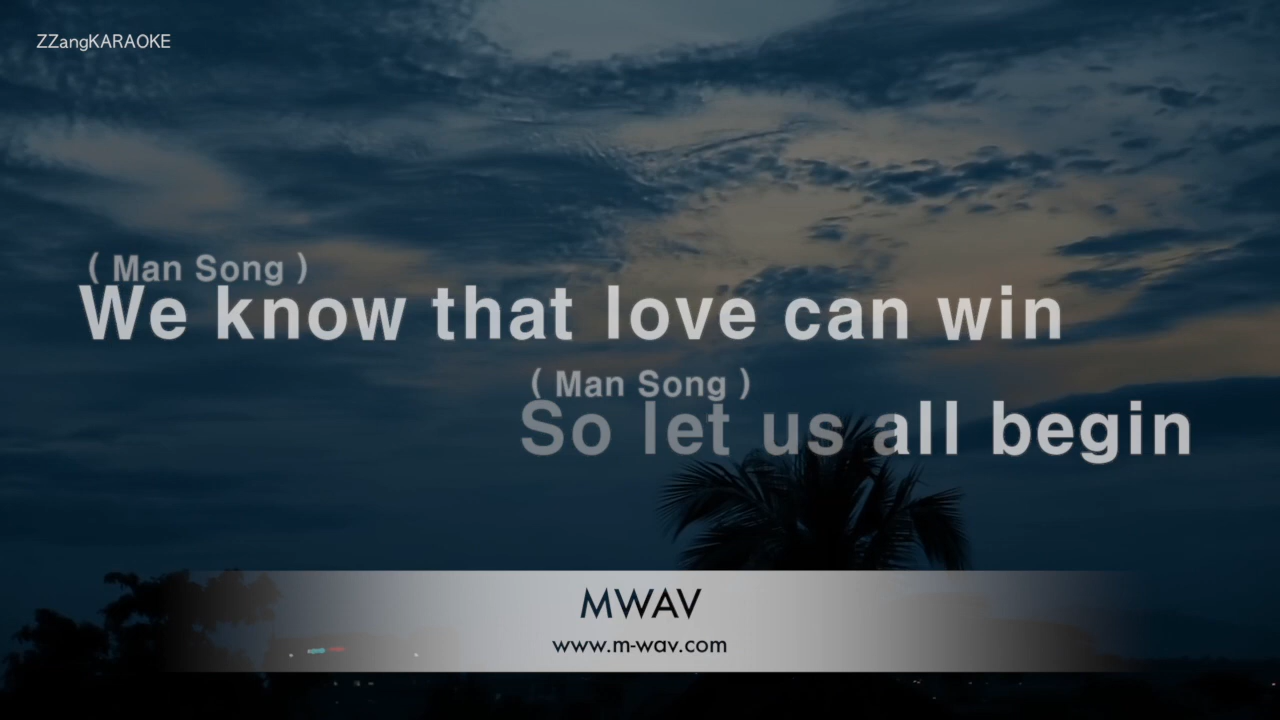 ZZangKARAOKE
( Man Song )
We know that love can win
( Man Song )
So let us all begin
MWAV
www.m-wav.com